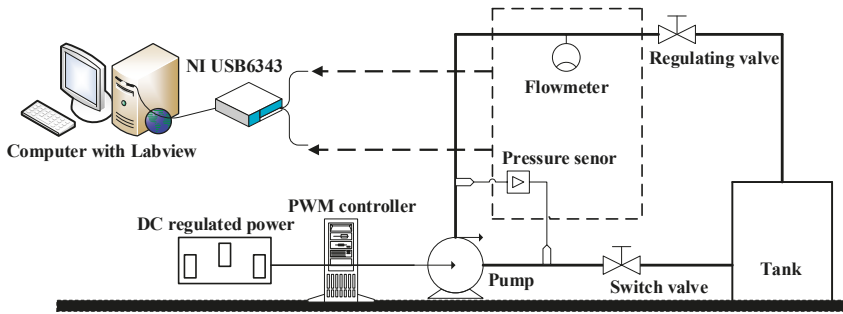 NI USB6343
Computer with Labview
Flowmeter
Regulating valve
Pressure senor
PWM controller
DC regulated power
Pump
Switch valve
Tank